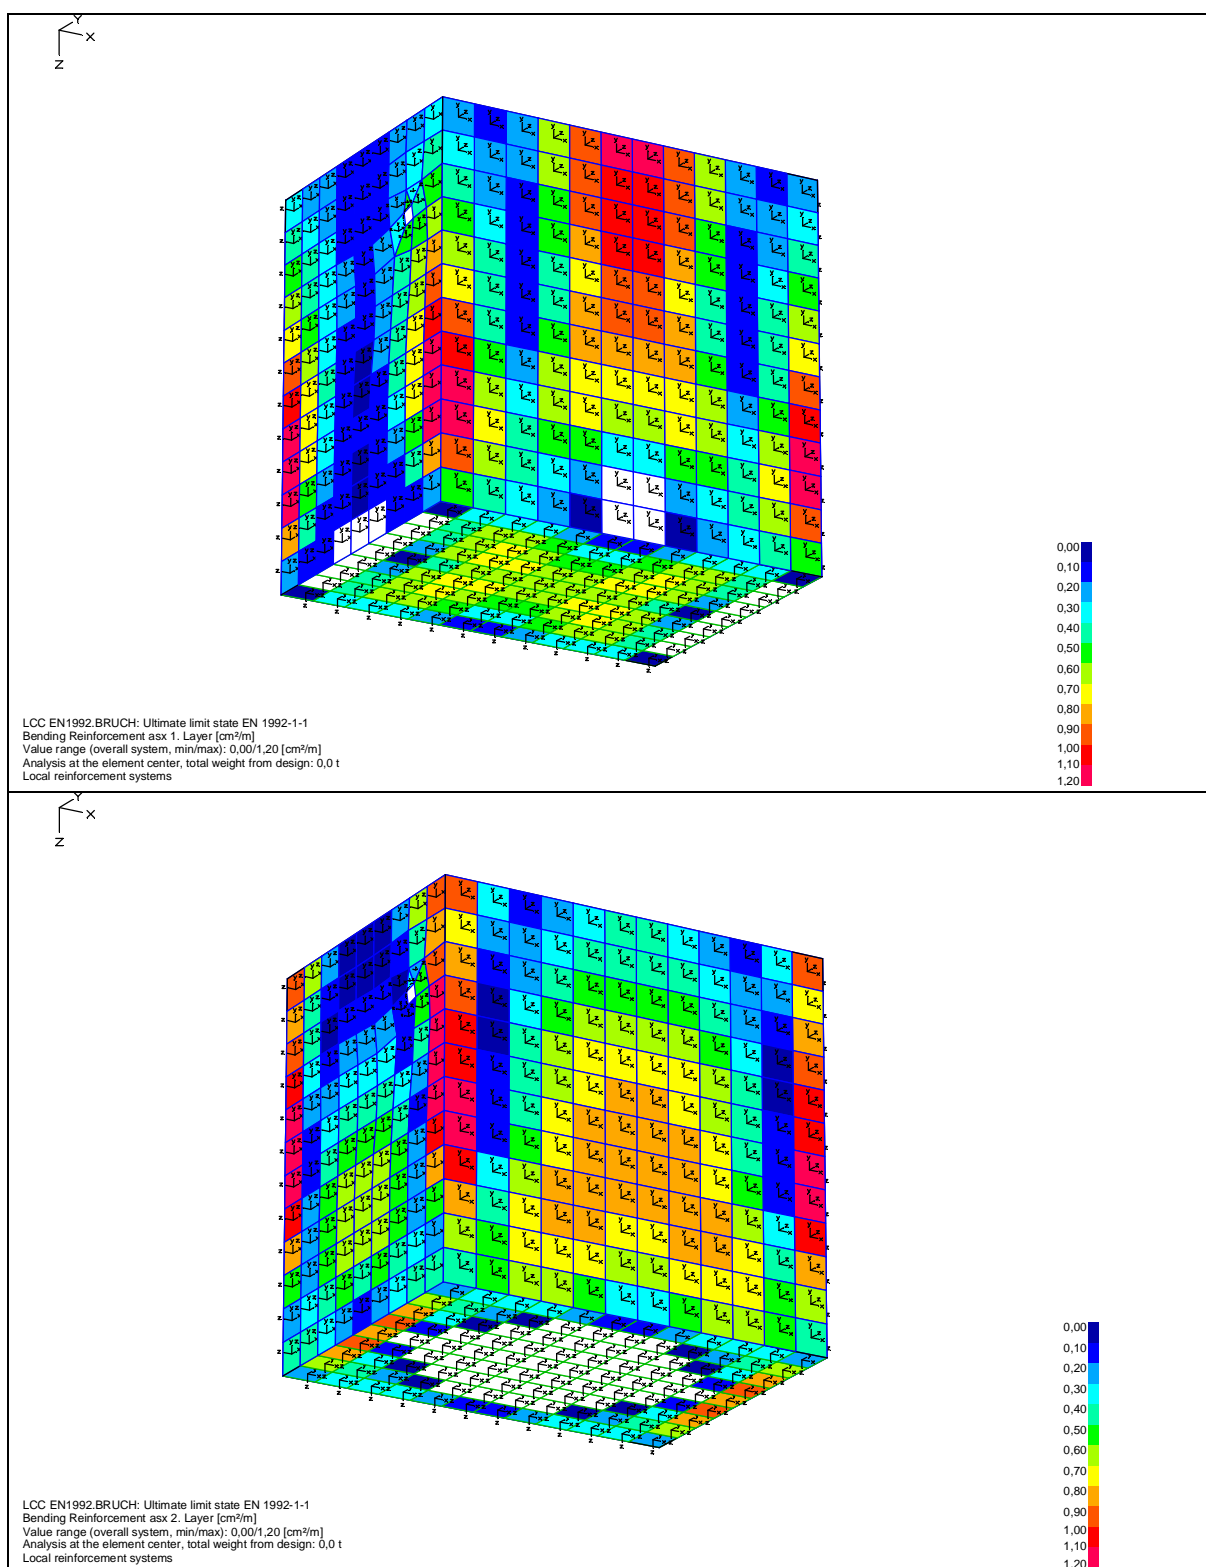 Y
X
Z
0,00
0,10
0,20
0,30
0,40
0,50
0,60
0,70
0,80
0,90
1,00
1,10
1,20
LCC EN1992.BRUCH: Ultimate limit state EN 1992-1-1
Bending Reinforcement asx 1. Layer [cm²/m]
Value range (overall system, min/max): 0,00/1,20 [cm²/m]
Analysis at the element center, total weight from design: 0,0 t
Local reinforcement systems
Y
X
Z
0,00
0,10
0,20
0,30
0,40
0,50
0,60
0,70
0,80
0,90
1,00
1,10
1,20
LCC EN1992.BRUCH: Ultimate limit state EN 1992-1-1
Bending Reinforcement asx 2. Layer [cm²/m]
Value range (overall system, min/max): 0,00/1,20 [cm²/m]
Analysis at the element center, total weight from design: 0,0 t
Local reinforcement systems